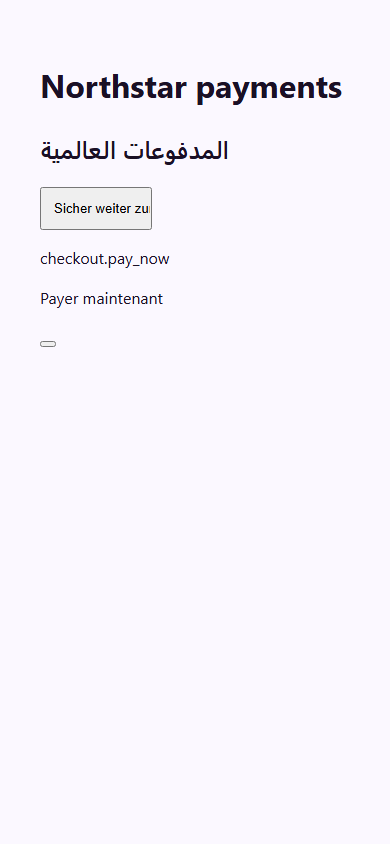 Northstar payments
المدفوعات العالمية
Sicher weiter zu
checkout.pay_now
Payer maintenant